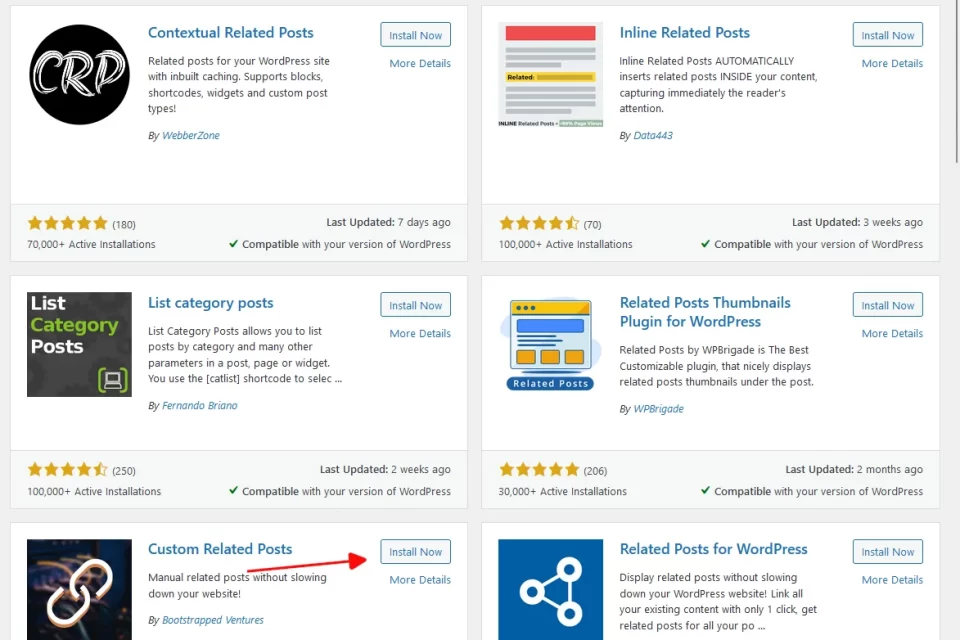 CRP
Contextual Related Posts
Install Now
More Details
Related posts for your WordPress site
with inbuilt caching. Supports blocks,
shortcodes, widgets and custom post
types!
By WebberZone
(180)
Last Updated: 7 days ago
70,000+ Active Installations
Compatible with your version of WordPress
Related:
INLINE Related Posts = +99% Page Views
Inline Related Posts
Install Now
More Details
Inline Related Posts AUTOMATICALLY
inserts related posts INSIDE your content,
capturing immediately the reader's
attention.
By Data443
(70)
Last Updated: 3 weeks ago
100,000+ Active Installations
Compatible with your version of WordPress
List
Category
Posts
List category posts
Install Now
More Details
List Category Posts allows you to list
posts by category and many other
parameters in a post, page or widget.
You use the [catlist] shortcode to selec ...
By Fernando Briano
(250)
Last Updated: 2 weeks ago
100,000+ Active Installations
Compatible with your version of WordPress
Related Posts
Related Posts Thumbnails
Plugin for WordPress
Install Now
More Details
Related Posts by WPBrigade is The Best
Customizable plugin, that nicely displays
related posts thumbnails under the post.
By WPBrigade
(206)
Last Updated: 2 months ago
30,000+ Active Installations
Compatible with your version of WordPress
Custom Related Posts
Install Now
More Details
Manual related posts without slowing
down your website!
By Bootstrapped Ventures
Related Posts for WordPress
Install Now
More Details
Display related posts without slowing
down your WordPress website! Link all
your existing content with only 1 click, get
related posts for all your po ...